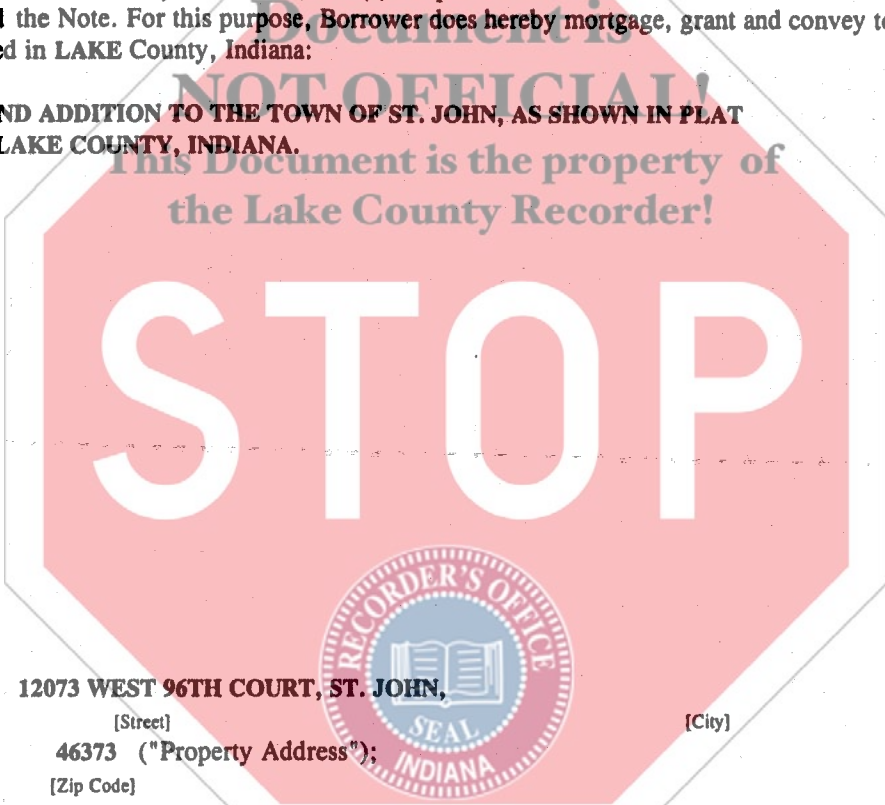 Document is
the Note. For this purpose, Borrower does hereby mortgage, grant and convey
in LAKE County, Indiana:
NOT OFFICIAL!
ADDITION TO THE TOWN OF ST. JOHN, AS SHOWN IN PLAT
LAKE COUNTY, INDIANA.
This Document is the property of
the Lake County Recorder!
STOP
RECORDER'S OFFICE
SEAL
INDIANA
12073 WEST 96TH COURT, ST. JOHN,
[Street] [City]
46373 ("Property Address");
[Zip Code]